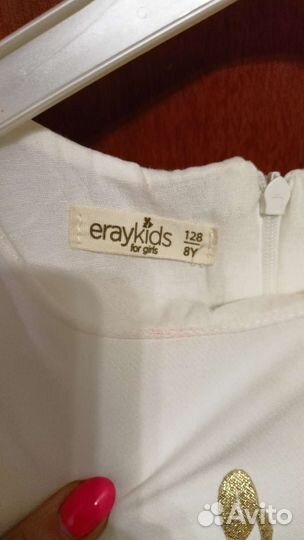 eraykids
for girls
128
8Y
Avito